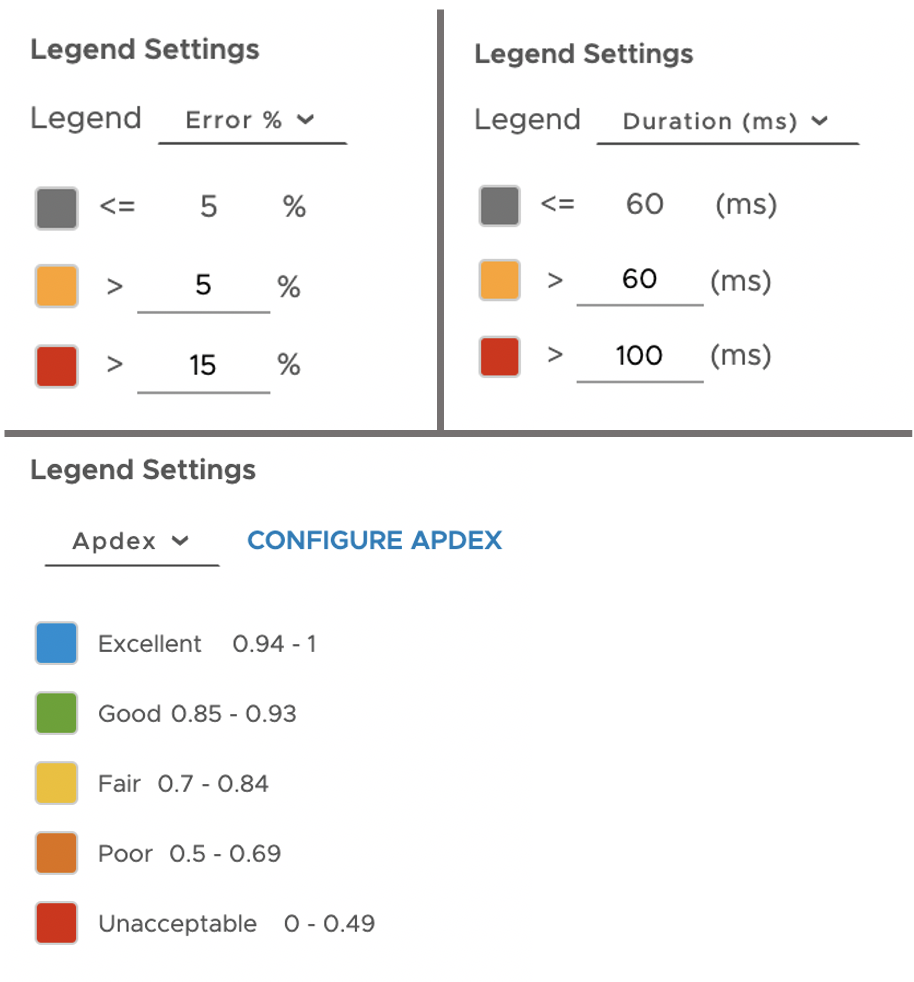 Legend Settings
Legend Error %
<= 5 %
> 5 %
> 15 %
Legend Settings
Legend Duration (ms)
<= 60 (ms)
> 60 (ms)
> 100 (ms)
Legend Settings
Apdex CONFIGURE APDEX
Excellent 0.94 - 1
Good 0.85 - 0.93
Fair 0.7 - 0.84
Poor 0.5 - 0.69
Unacceptable 0 - 0.49